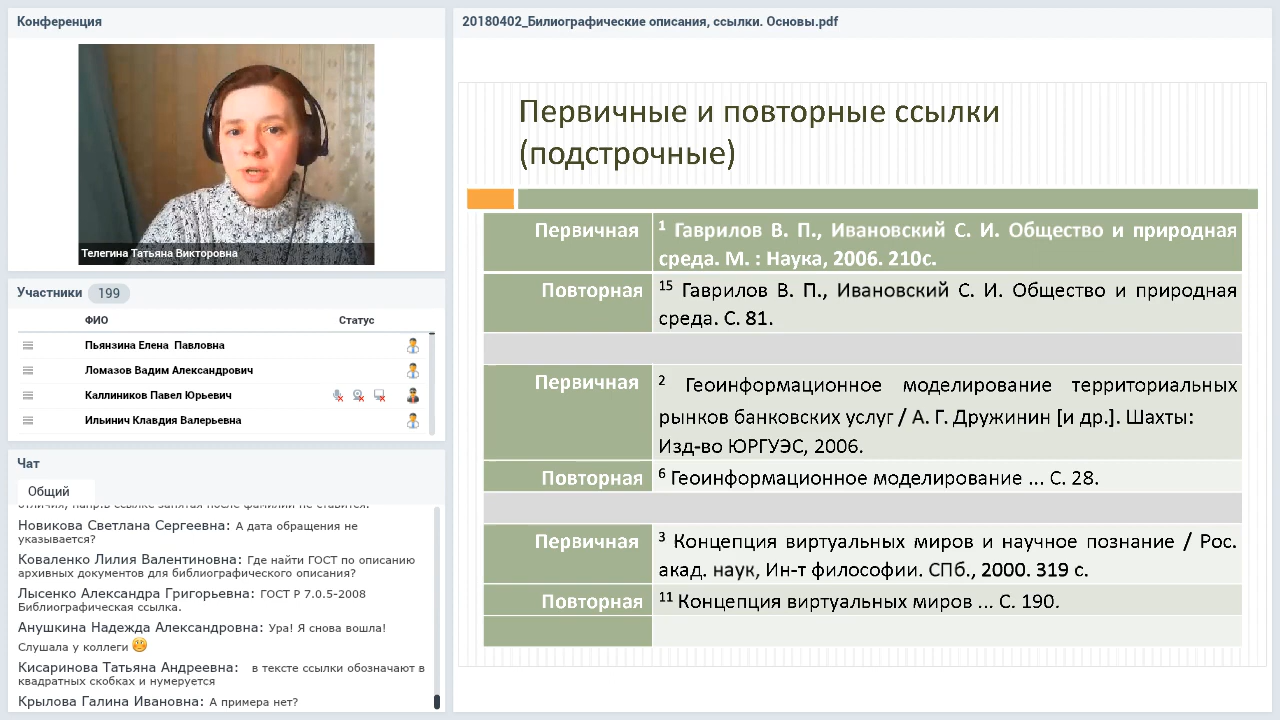 Конференция
Телегина Татьяна Викторовна
Участники 199
ФИО Статус
Пьянзина Елена Павловна
Ломазов Вадим Александрович
Каллиников Павел Юрьевич
Ильинич Клавдия Валерьевна
Чат
Общий
Новикова Светлана Сергеевна: А дата обращения не
указывается?
Коваленко Лилия Валентиновна: Где найти ГОСТ по описанию
архивных документов для библиографического описания?
Лысенко Александра Григорьевна: ГОСТ Р 7.0.5-2008
Библиографическая ссылка.
Анушкина Надежда Александровна: Ура! Я снова вошла!
Слушала у коллеги
Кисаринова Татьяна Андреевна: в тексте ссылки обозначают в
квадратных скобках и нумеруется
Крылова Галина Ивановна: А примера нет?
20180402_Билиографические описания, ссылки. Основы.pdf
Первичные и повторные ссылки
(подстрочные)
Первичная
1 Гаврилов В. П., Ивановский С. И. Общество и природная
среда. М. : Наука, 2006. 210с.
Повторная
15 Гаврилов В. П., Ивановский С. И. Общество и природная
среда. С. 81.
Первичная
2 Геоинформационное моделирование территориальных
рынков банковских услуг / А. Г. Дружинин [и др.]. Шахты:
Изд-во ЮРГУЭС, 2006.
Повторная
6 Геоинформационное моделирование ... С. 28.
Первичная
3 Концепция виртуальных миров и научное познание / Рос.
акад. наук, Ин-т философии. СПб., 2000. 319 с.
Повторная
11 Концепция виртуальных миров ... С. 190.